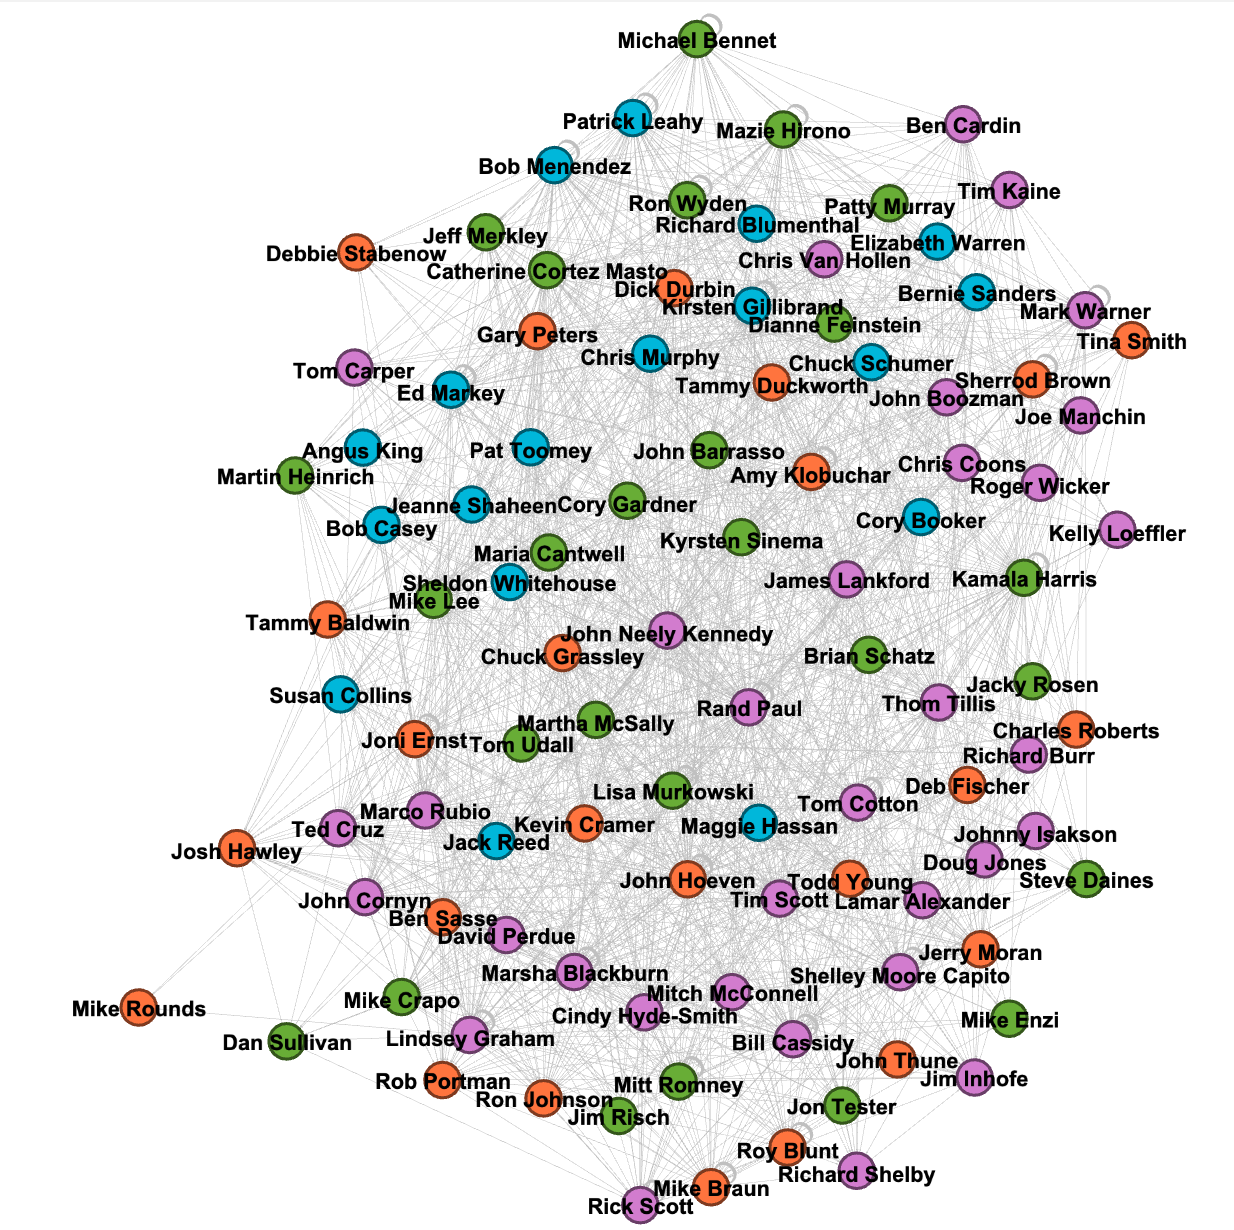 Michael Bennet
Patrick Leahy
Mazie Hirono
Ben Cardin
Bob Menendez
Tim Kaine
Ron Wyden
Patty Murray
Richard Blumenthal
Jeff Merkley
Elizabeth Warren
Debbie Stabenow
Chris Van Hollen
Catherine Cortez Masto
Dick Durbin
Bernie Sanders
Kirsten Gillibrand
Mark Warner
Dianne Feinstein
Gary Peters
Tina Smith
Chris Murphy
Chuck Schumer
Tom Carper
Sherrod Brown
Tammy Duckworth
Ed Markey
John Boozman
Joe Manchin
Angus King
Pat Toomey
John Barrasso
Chris Coons
Amy Klobuchar
Martin Heinrich
Roger Wicker
Jeanne Shaheen
Cory Gardner
Cory Booker
Bob Casey
Kelly Loeffler
Kyrsten Sinema
Maria Cantwell
Kamala Harris
James Lankford
Sheldon Whitehouse
Mike Lee
Tammy Baldwin
John Neely Kennedy
Chuck Grassley
Brian Schatz
Jacky Rosen
Susan Collins
Thom Tillis
Rand Paul
Martha McSally
Charles Roberts
Joni Ernst
Tom Udall
Richard Burr
Deb Fischer
Lisa Murkowski
Tom Cotton
Marco Rubio
Kevin Cramer
Maggie Hassan
Ted Cruz
Johnny Isakson
Jack Reed
Josh Hawley
Doug Jones
John Hoeven
Todd Young
Steve Daines
John Cornyn
Tim Scott
Lamar Alexander
Ben Sasse
David Perdue
Jerry Moran
Marsha Blackburn
Shelley Moore Capito
Mitch McConnell
Mike Crapo
Mike Rounds
Cindy Hyde-Smith
Mike Enzi
Lindsey Graham
Dan Sullivan
Bill Cassidy
John Thune
Jim Inhofe
Rob Portman
Mitt Romney
Ron Johnson
Jon Tester
Jim Risch
Roy Blunt
Richard Shelby
Mike Braun
Rick Scott